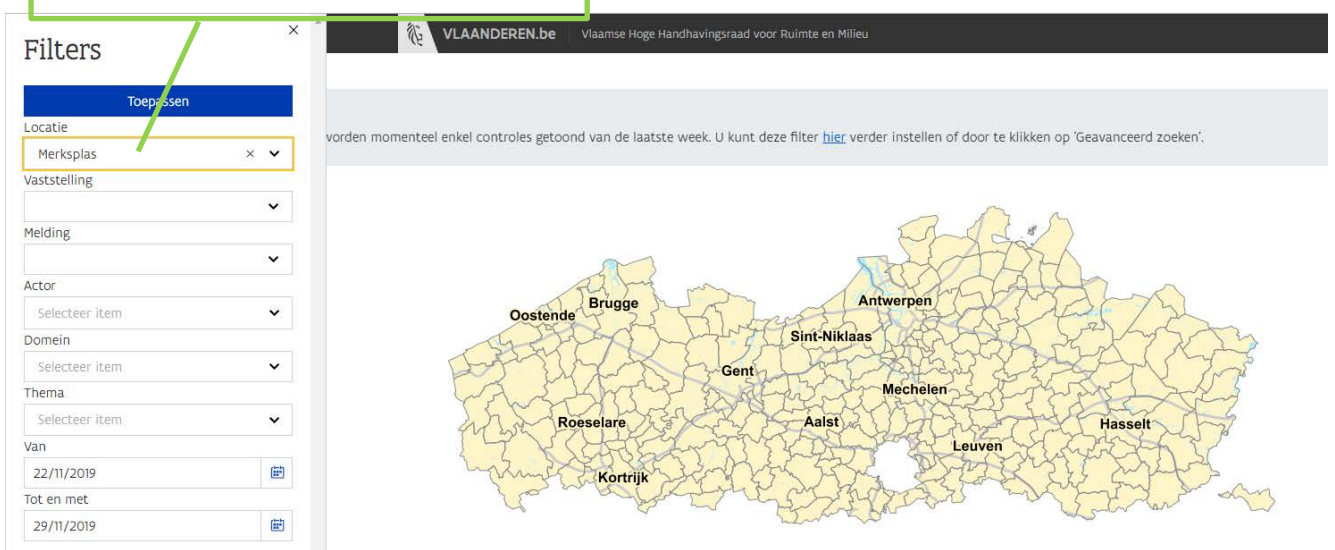 VLAANDEREN.be Vlaamse Hoge Handhavingsraad voor Ruimte en Milieu
Filters
Toepassen
Locatie
Merksplas
Vaststelling
Melding
Actor
Selecteer item
Domein
Selecteer item
Thema
Selecteer item
Van
22/11/2019
Tot en met
29/11/2019
vorden momenteel enkel controles getoond van de laatste week. U kunt deze filter hier verder instellen of door te klikken op 'Geavanceerd zoeken'.
Oostende
Brugge
Antwerpen
Sint-Niklaas
Gent
Mechelen
Roeselare
Aalst
Hasselt
Leuven
Kortrijk